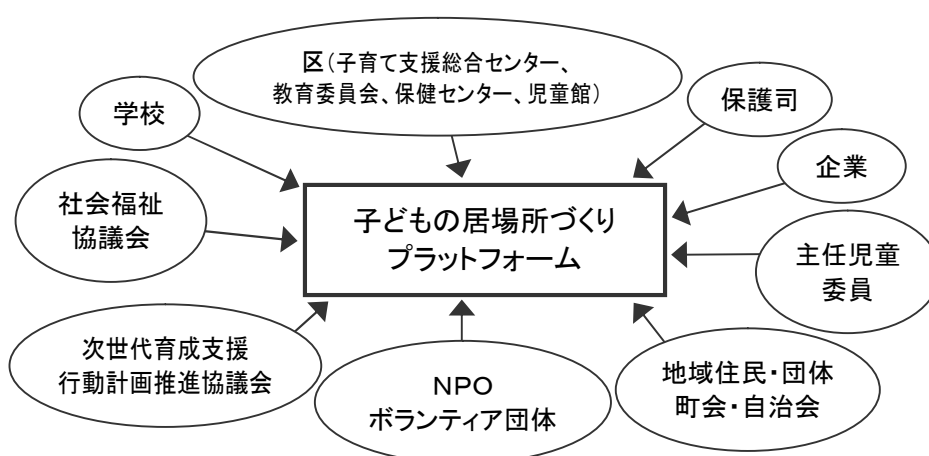 区(子育て支援総合センター、
教育委員会、保健センター、児童館)
学校
保護司
企業
社会福祉
協議会
子どもの居場所づくり
プラットフォーム
主任児童
委員
次世代育成支援
行動計画推進協議会
NPO
ボランティア団体
地域住民・団体
町会・自治会